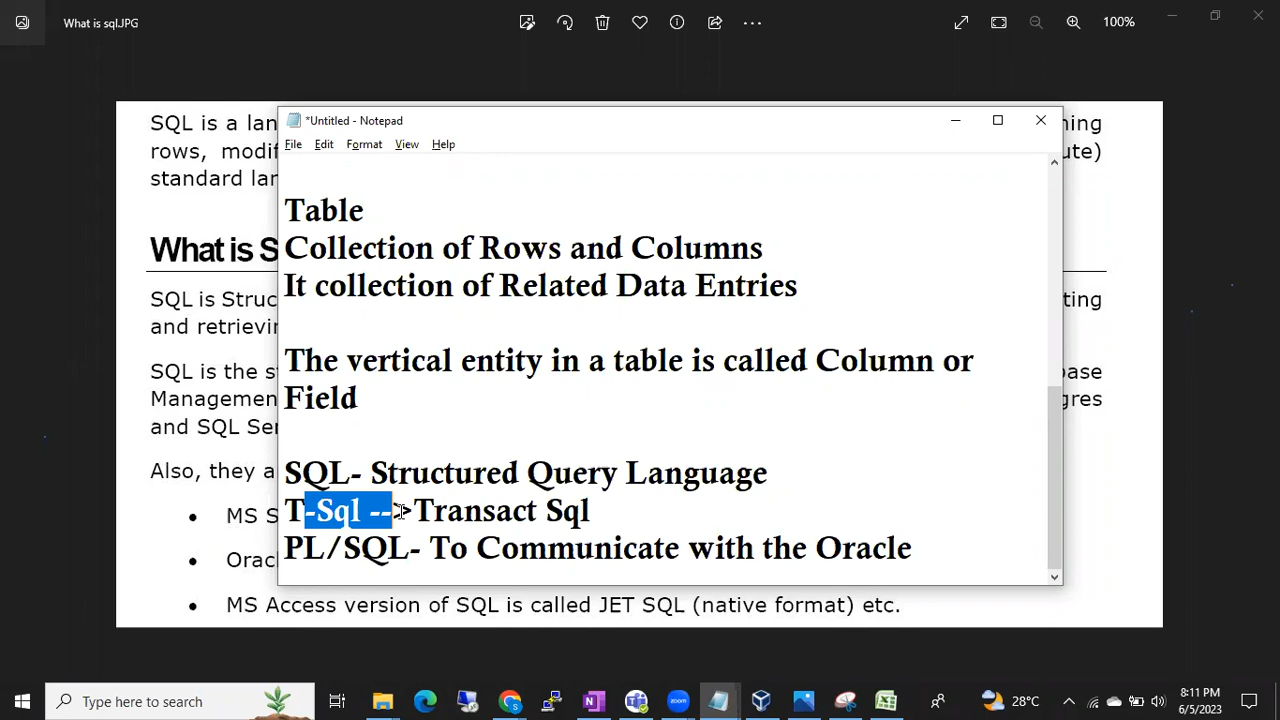 What is sql.JPG
100%
SQL is a lan
ning
*Untitled - Notepad
File Edit Format View Help
rows, modif
ute)
standard lan
Table
Collection of Rows and Columns
What is S
It collection of Related Data Entries
SQL is Struc
ting
and retrievin
The vertical entity in a table is called Column or
SQL is the s
base
Field
Managemen
gres
and SQL Ser
Also, they a
SQL- Structured Query Language
MS S
T-Sql -->Transact Sql
Orac
PL/SQL- To Communicate with the Oracle
MS Access version of SQL is called JET SQL (native format) etc.
Type here to search
28°C
8:11 PM
6/5/2023